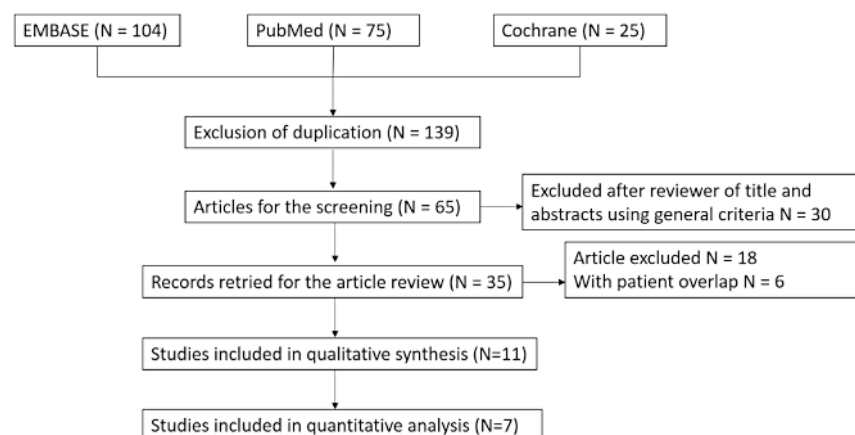 EMBASE (N = 104)
PubMed (N = 75)
Cochrane (N = 25)
Exclusion of duplication (N = 139)
Articles for the screening (N = 65)
Excluded after reviewer of title and
abstracts using general criteria N = 30
Records retried for the article review (N = 35)
Article excluded N = 18
With patient overlap N = 6
Studies included in qualitative synthesis (N=11)
Studies included in quantitative analysis (N=7)